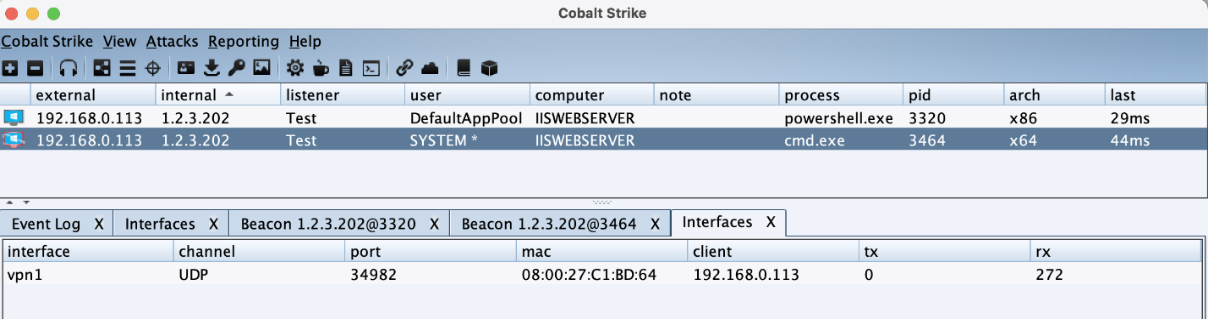 Cobalt Strike
Cobalt Strike View Attacks Reporting Help
external internal listener user computer note process pid arch last
192.168.0.113 1.2.3.202 Test DefaultAppPool IISWEBSERVER powershell.exe 3320 x86 29ms
192.168.0.113 1.2.3.202 Test SYSTEM * IISWEBSERVER cmd.exe 3464 x64 44ms
Event Log X Interfaces X Beacon 1.2.3.202@3320 X Beacon 1.2.3.202@3464 X Interfaces X
interface channel port mac client tx rx
vpn1 UDP 34982 08:00:27:C1:BD:64 192.168.0.113 0 272